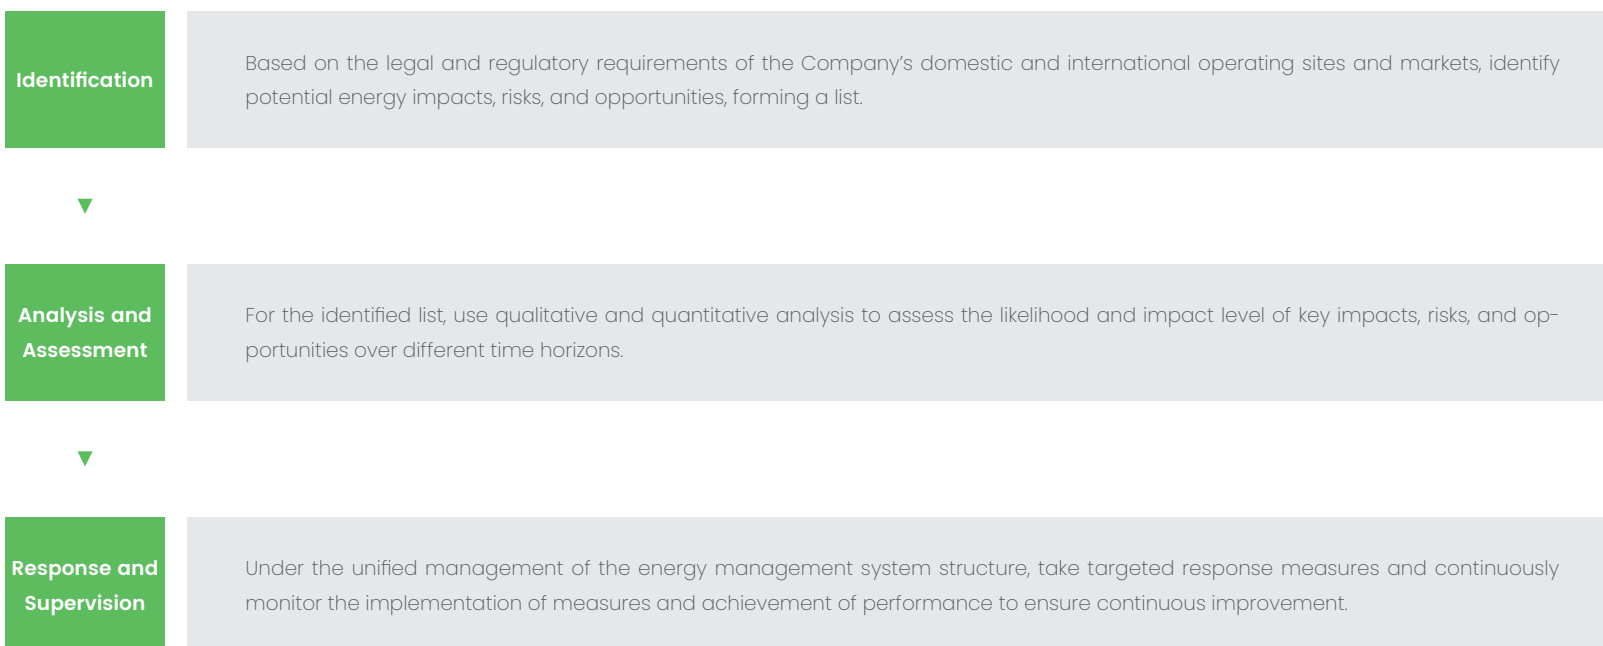 Identification
Based on the legal and regulatory requirements of the Company’s domestic and international operating sites and markets, identify
potential energy impacts, risks, and opportunities, forming a list.
Analysis and
Assessment
For the identified list, use qualitative and quantitative analysis to assess the likelihood and impact level of key impacts, risks, and op-
portunities over different time horizons.
Response and
Supervision
Under the unified management of the energy management system structure, take targeted response measures and continuously
monitor the implementation of measures and achievement of performance to ensure continuous improvement.